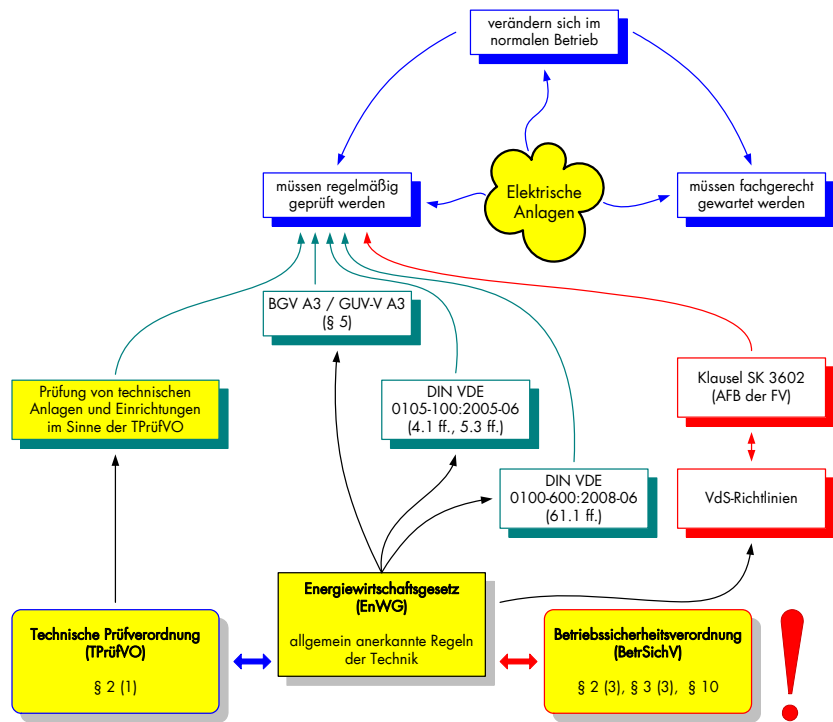 verändern sich im
normalen Betrieb
müssen regelmäßig
geprüft werden
Elektrische
Anlagen
müssen fachgerecht
gewartet werden
BGV A3 / GUV-V A3
(§ 5)
Prüfung von technischen
Anlagen und Einrichtungen
im Sinne der TPrüfVO
DIN VDE
0105-100:2005-06
(4.1 ff., 5.3 ff.)
Klausel SK 3602
(AFB der FV)
DIN VDE
0100-600:2008-06
(61.1 ff.)
VdS-Richtlinien
Energiewirtschaftsgesetz
(EnWG)
allgemein anerkannte Regeln
der Technik
Technische Prüfverordnung
(TPrüfVO)
§ 2 (1)
Betriebssicherheitsverordnung
(BetrSichV)
§ 2 (3), § 3 (3), § 10
!